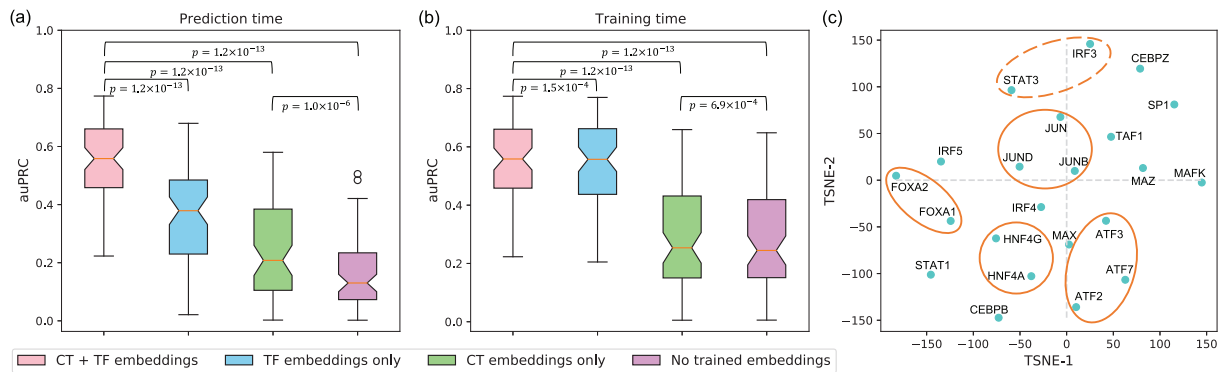 (a)
Prediction time
auPRC
1.0
0.8
0.6
0.4
0.2
0.0
p = 1.2×10⁻¹³
p = 1.2×10⁻¹³
p = 1.2×10⁻¹³
p = 1.0×10⁻⁶
(b)
Training time
auPRC
1.0
0.8
0.6
0.4
0.2
0.0
p = 1.2×10⁻¹³
p = 1.2×10⁻¹³
p = 1.5×10⁻⁴
p = 6.9×10⁻⁴
CT + TF embeddings
TF embeddings only
CT embeddings only
No trained embeddings
(c)
TSNE-2
150
100
50
0
−50
−100
−150
IRF3
CEBPZ
STAT3
SP1
JUN
TAF1
IRF5
JUND
JUNB
MAZ
MAFK
FOXA2
FOXA1
IRF4
ATF3
HNF4G
MAX
STAT1
HNF4A
ATF7
ATF2
CEBPB
−150
−100
−50
0
50
100
150
TSNE-1